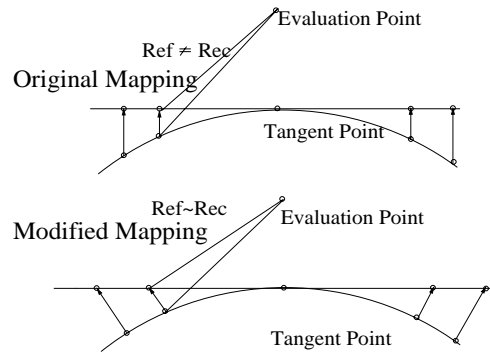 Evaluation Point
Ref ≠ Rec
Original Mapping
Tangent Point
Ref~Rec
Evaluation Point
Modified Mapping
Tangent Point